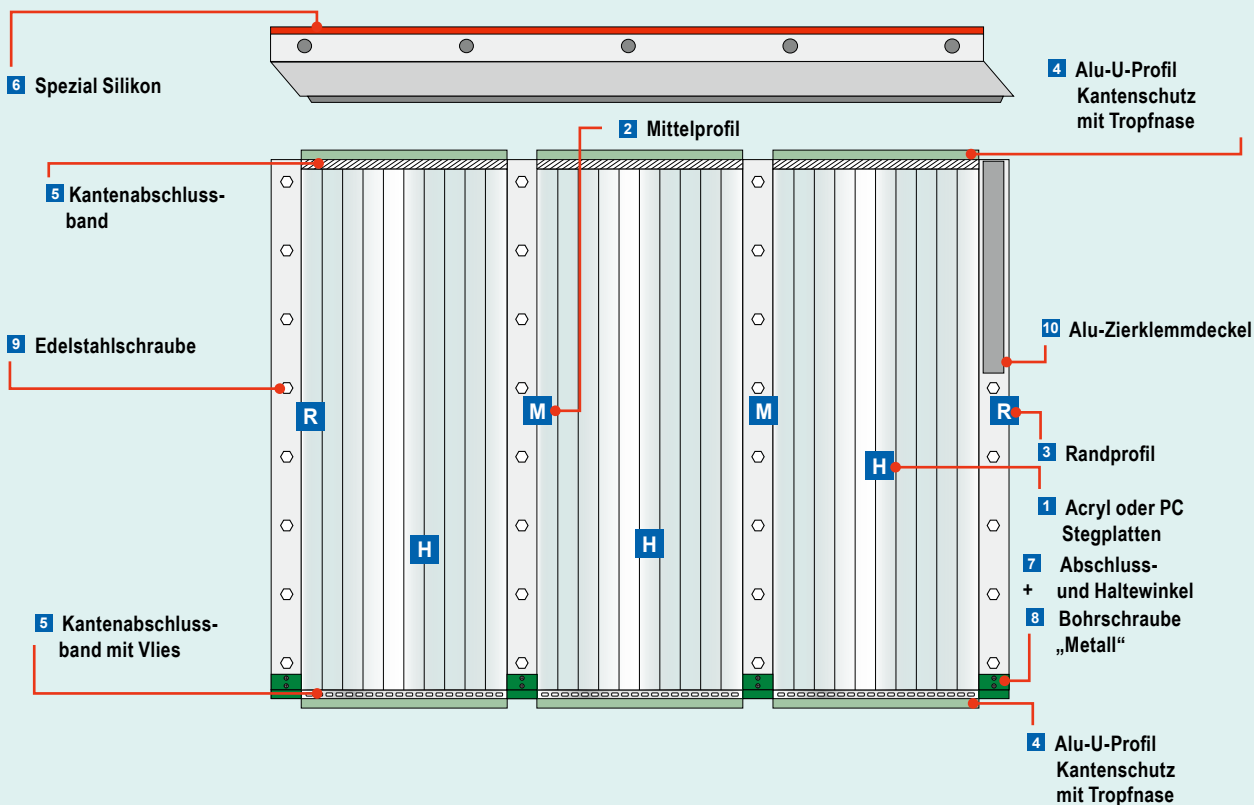 6 Spezial Silikon
4 Alu-U-Profil
Kantenschutz
mit Tropfnase
2 Mittelprofil
5 Kantenabschluss-
band
9 Edelstahlschraube
10 Alu-Zierklemmdeckel
R
M
M
R
3 Randprofil
H
1 Acryl oder PC
Stegplatten
H
H
7 Abschluss-
+ und Haltewinkel
8 Bohrschraube
„Metall“
5 Kantenabschluss-
band mit Vlies
4 Alu-U-Profil
Kantenschutz
mit Tropfnase